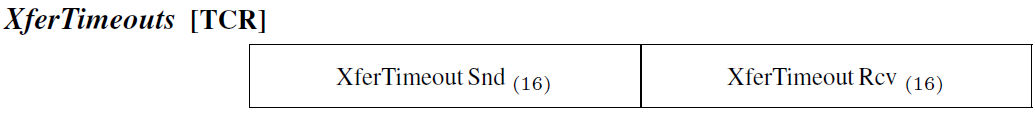 XferTimeouts [TCR]
XferTimeout Snd (16) XferTimeout Rcv (16)